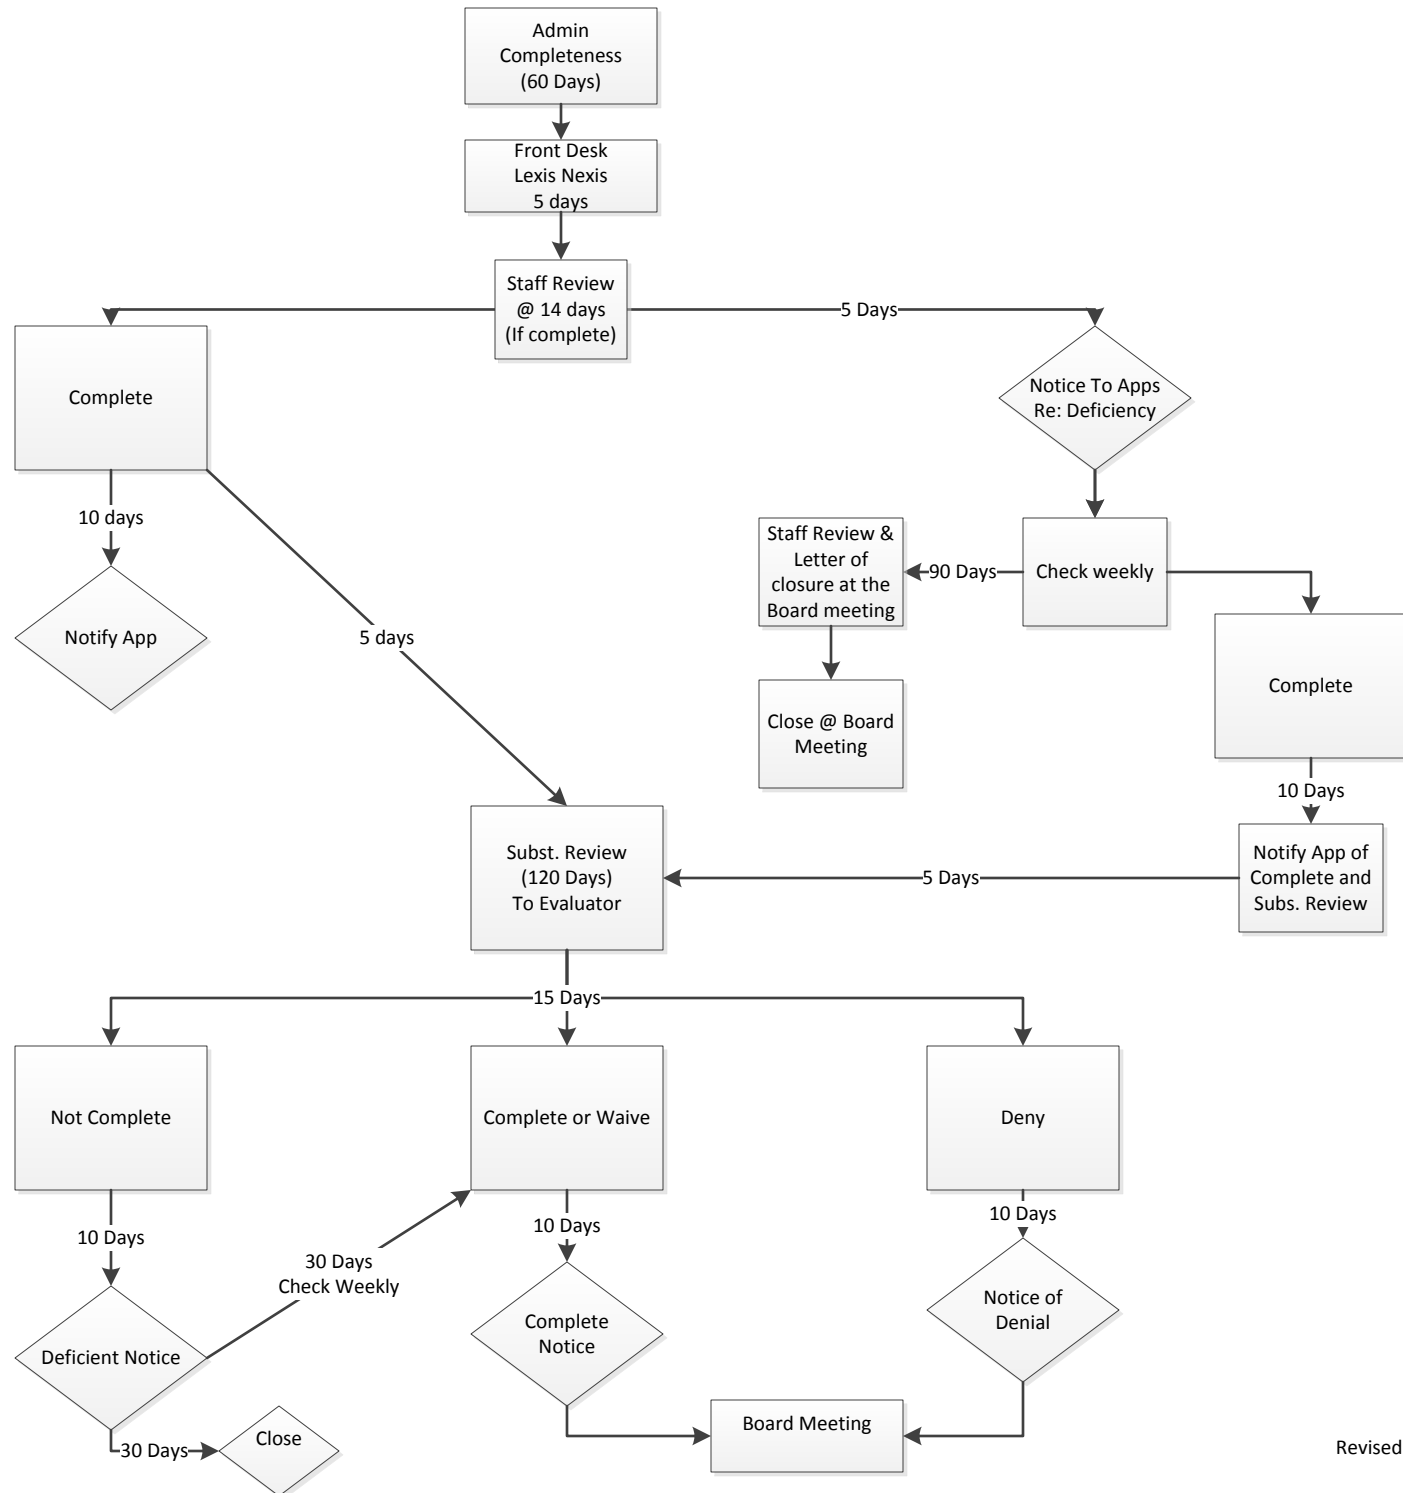 Admin
Completeness
(60 Days)
Front Desk
Lexis Nexis
5 days
Staff Review
@ 14 days
(If complete)
5 Days
Complete
Notice To Apps
Re: Deficiency
10 days
Notify App
5 days
Staff Review &
Letter of
closure at the
Board meeting
90 Days
Check weekly
Complete
Close @ Board
Meeting
10 Days
Notify App of
Complete and
Subs. Review
5 Days
Subst. Review
(120 Days)
To Evaluator
15 Days
Not Complete
Complete or Waive
Deny
10 Days
10 Days
10 Days
30 Days
Check Weekly
Deficient Notice
Complete
Notice
Notice of
Denial
30 Days
Close
Board Meeting
Revised